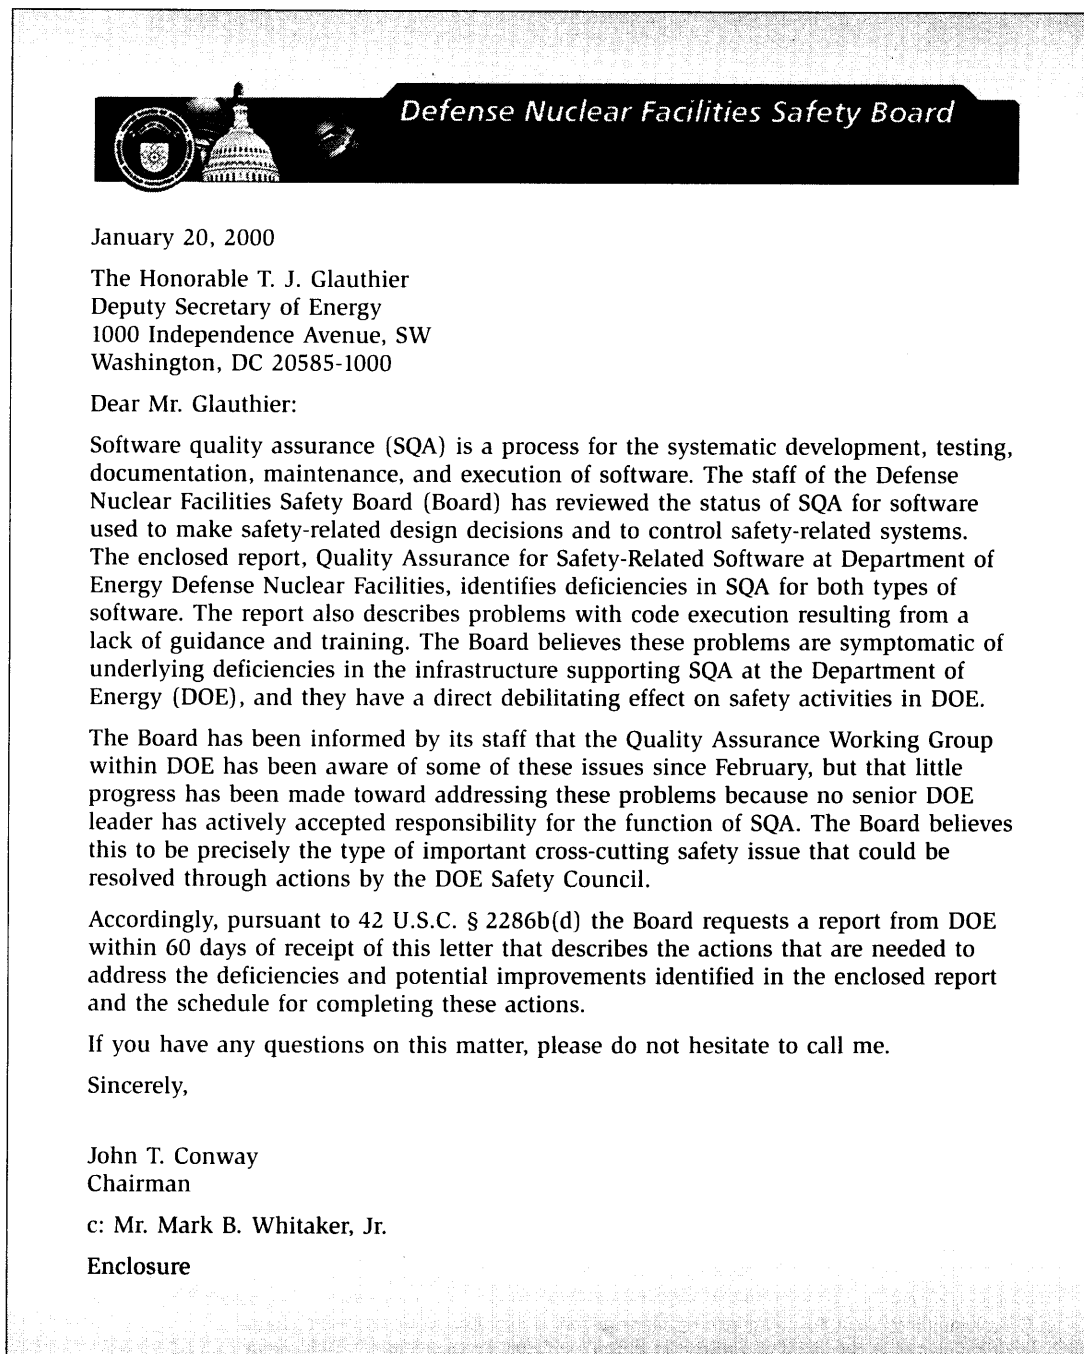 Defense Nuclear Facilities Safety Board
January 20, 2000
The Honorable T. J. Glauthier
Deputy Secretary of Energy
1000 Independence Avenue, SW
Washington, DC 20585-1000
Dear Mr. Glauthier:
Software quality assurance (SQA) is a process for the systematic development, testing,
documentation, maintenance, and execution of software. The staff of the Defense
Nuclear Facilities Safety Board (Board) has reviewed the status of SQA for software
used to make safety-related design decisions and to control safety-related systems.
The enclosed report, Quality Assurance for Safety-Related Software at Department of
Energy Defense Nuclear Facilities, identifies deficiencies in SQA for both types of
software. The report also describes problems with code execution resulting from a
lack of guidance and training. The Board believes these problems are symptomatic of
underlying deficiencies in the infrastructure supporting SQA at the Department of
Energy (DOE), and they have a direct debilitating effect on safety activities in DOE.
The Board has been informed by its staff that the Quality Assurance Working Group
within DOE has been aware of some of these issues since February, but that little
progress has been made toward addressing these problems because no senior DOE
leader has actively accepted responsibility for the function of SQA. The Board believes
this to be precisely the type of important cross-cutting safety issue that could be
resolved through actions by the DOE Safety Council.
Accordingly, pursuant to 42 U.S.C. § 2286b(d) the Board requests a report from DOE
within 60 days of receipt of this letter that describes the actions that are needed to
address the deficiencies and potential improvements identified in the enclosed report
and the schedule for completing these actions.
If you have any questions on this matter, please do not hesitate to call me.
Sincerely,
John T. Conway
Chairman
c: Mr. Mark B. Whitaker, Jr.
Enclosure